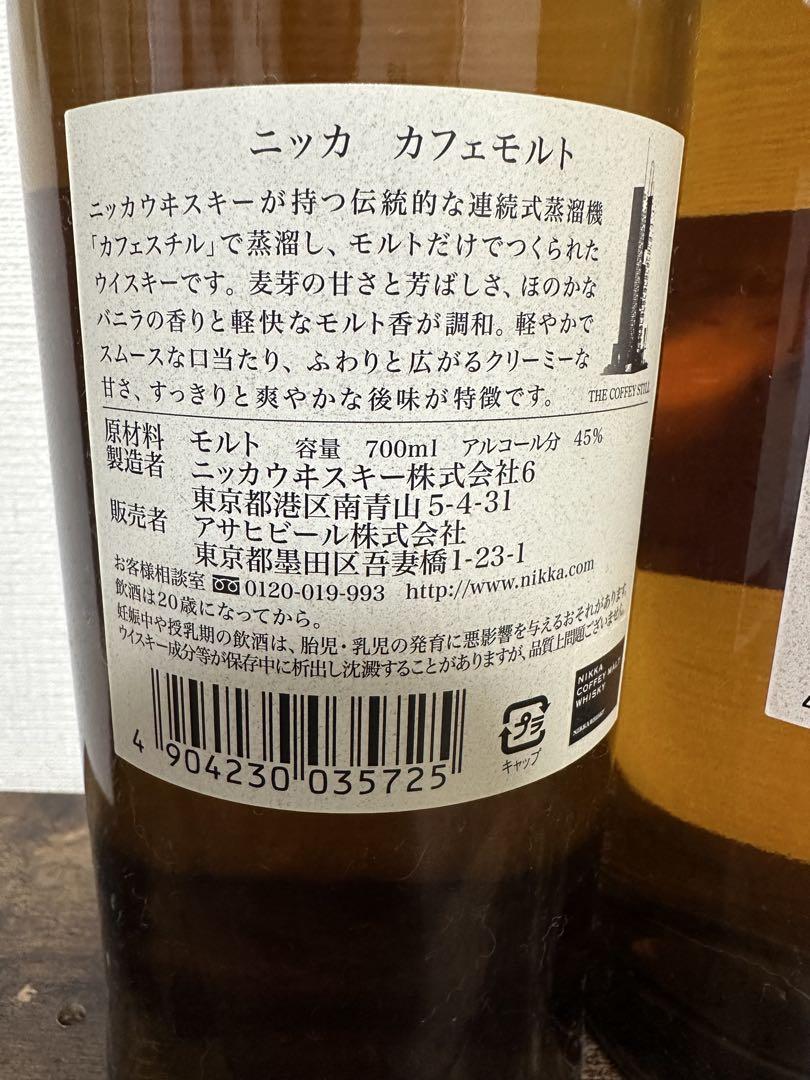 ニッカ カフェモルト
ニッカウヰスキーが持つ伝統的な連続式蒸溜機
「カフェスチル」で蒸溜し、モルトだけでつくられた
ウイスキーです。麦芽の甘さと芳ばしさ、ほのかな
バニラの香りと軽快なモルト香が調和。軽やかで
スムースな口当たり、ふわりと広がるクリーミーな
甘さ、すっきりと爽やかな後味が特徴です。
THE COFFEY STILL
原材料 モルト 容量 700ml アルコール分 45%
製造者 ニッカウヰスキー株式会社6
東京都港区南青山5-4-31
販売者 アサヒビール株式会社
東京都墨田区吾妻橋1-23-1
お客様相談室 0120-019-993 http://www.nikka.com
飲酒は20歳になってから。
妊娠中や授乳期の飲酒は、胎児・乳児の発育に悪影響を与えるおそれがあります。
ウイスキー成分等が保存中に析出し沈澱することがありますが、品質上問題ございません。
NIKKA
COFFEY MALT
WHISKY
NIKKA WHISKY
プラ
キャップ
4 904230 035725